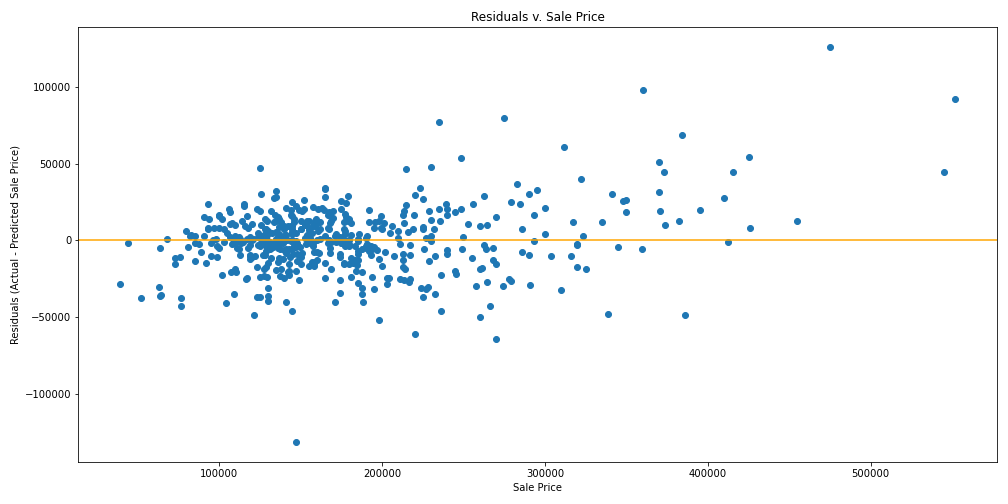 Residuals v. Sale Price
Residuals (Actual - Predicted Sale Price)
100000
50000
0
−50000
−100000
100000 200000 300000 400000 500000
Sale Price